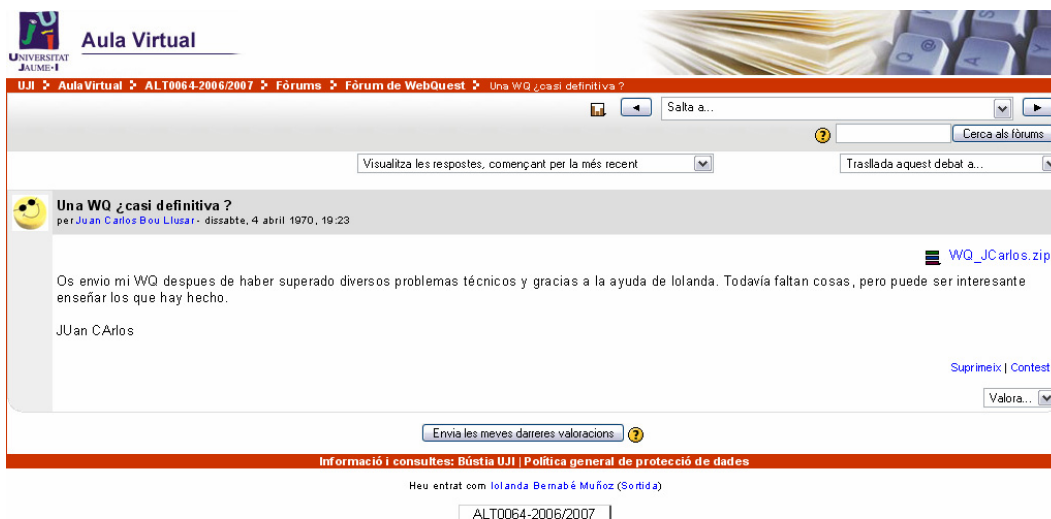 UNIVERSITAT
JAUME·I
Aula Virtual
UJI AulaVirtual ALT0064-2006/2007 Fòrums Fòrum de WebQuest Una WQ ¿casi definitiva ?
Salta a...
Cerca als fòrums
Visualitza les respostes, començant per la més recent
Trasllada aquest debat a...
Una WQ ¿casi definitiva ?
per Juan Carlos Bou Llusar - dissabte, 4 abril 1970, 19:23
WQ_JCarlos.zip
Os envio mi WQ despues de haber superado diversos problemas técnicos y gracias a la ayuda de Iolanda. Todavía faltan cosas, pero puede ser interesante
enseñar los que hay hecho.
JUan CArlos
Suprimeix | Contest
Valora...
Envia les meves darreres valoracions
Informació i consultes: Bústia UJI | Política general de protecció de dades
Heu entrat com Iolanda Bernabé Muñoz (Sortida)
ALT0064-2006/2007